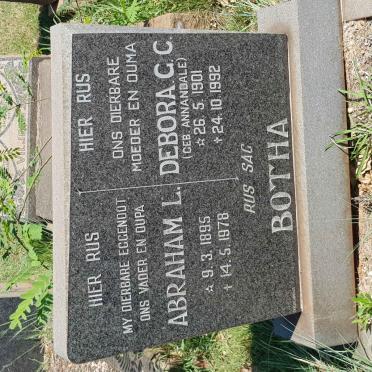 HIER RUS
MY DIERBARE EGGENOOT
ONS VADER EN OUPA
ABRAHAM L.
☆ 9.3.1895
† 14.5.1978
HIER RUS
ONS DIERBARE
MOEDER EN OUMA
DEBORA G. C.
(GEB ANNANDALE)
☆ 26.5.1901
† 24.10.1992
RUS SAG
BOTHA